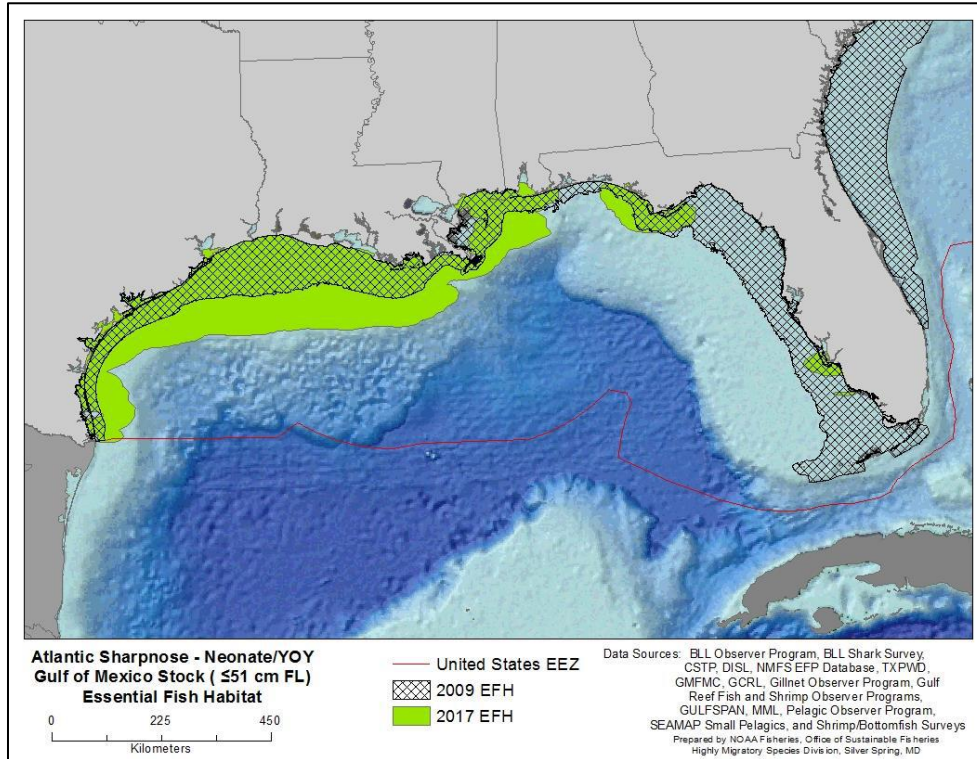 Atlantic Sharpnose - Neonate/YOY
Gulf of Mexico Stock ( ≤51 cm FL)
Essential Fish Habitat
0 225 450
Kilometers
United States EEZ
2009 EFH
2017 EFH
Data Sources: BLL Observer Program, BLL Shark Survey,
CSTP, DISL, NMFS EFP Database, TXPWD,
GMFMC, GCRL, Gillnet Observer Program, Gulf
Reef Fish and Shrimp Observer Programs,
GULFSPAN, MML, Pelagic Observer Program,
SEAMAP Small Pelagics, and Shrimp/Bottomfish Surveys
Prepared by NOAA Fisheries, Office of Sustainable Fisheries
Highly Migratory Species Division, Silver Spring, MD